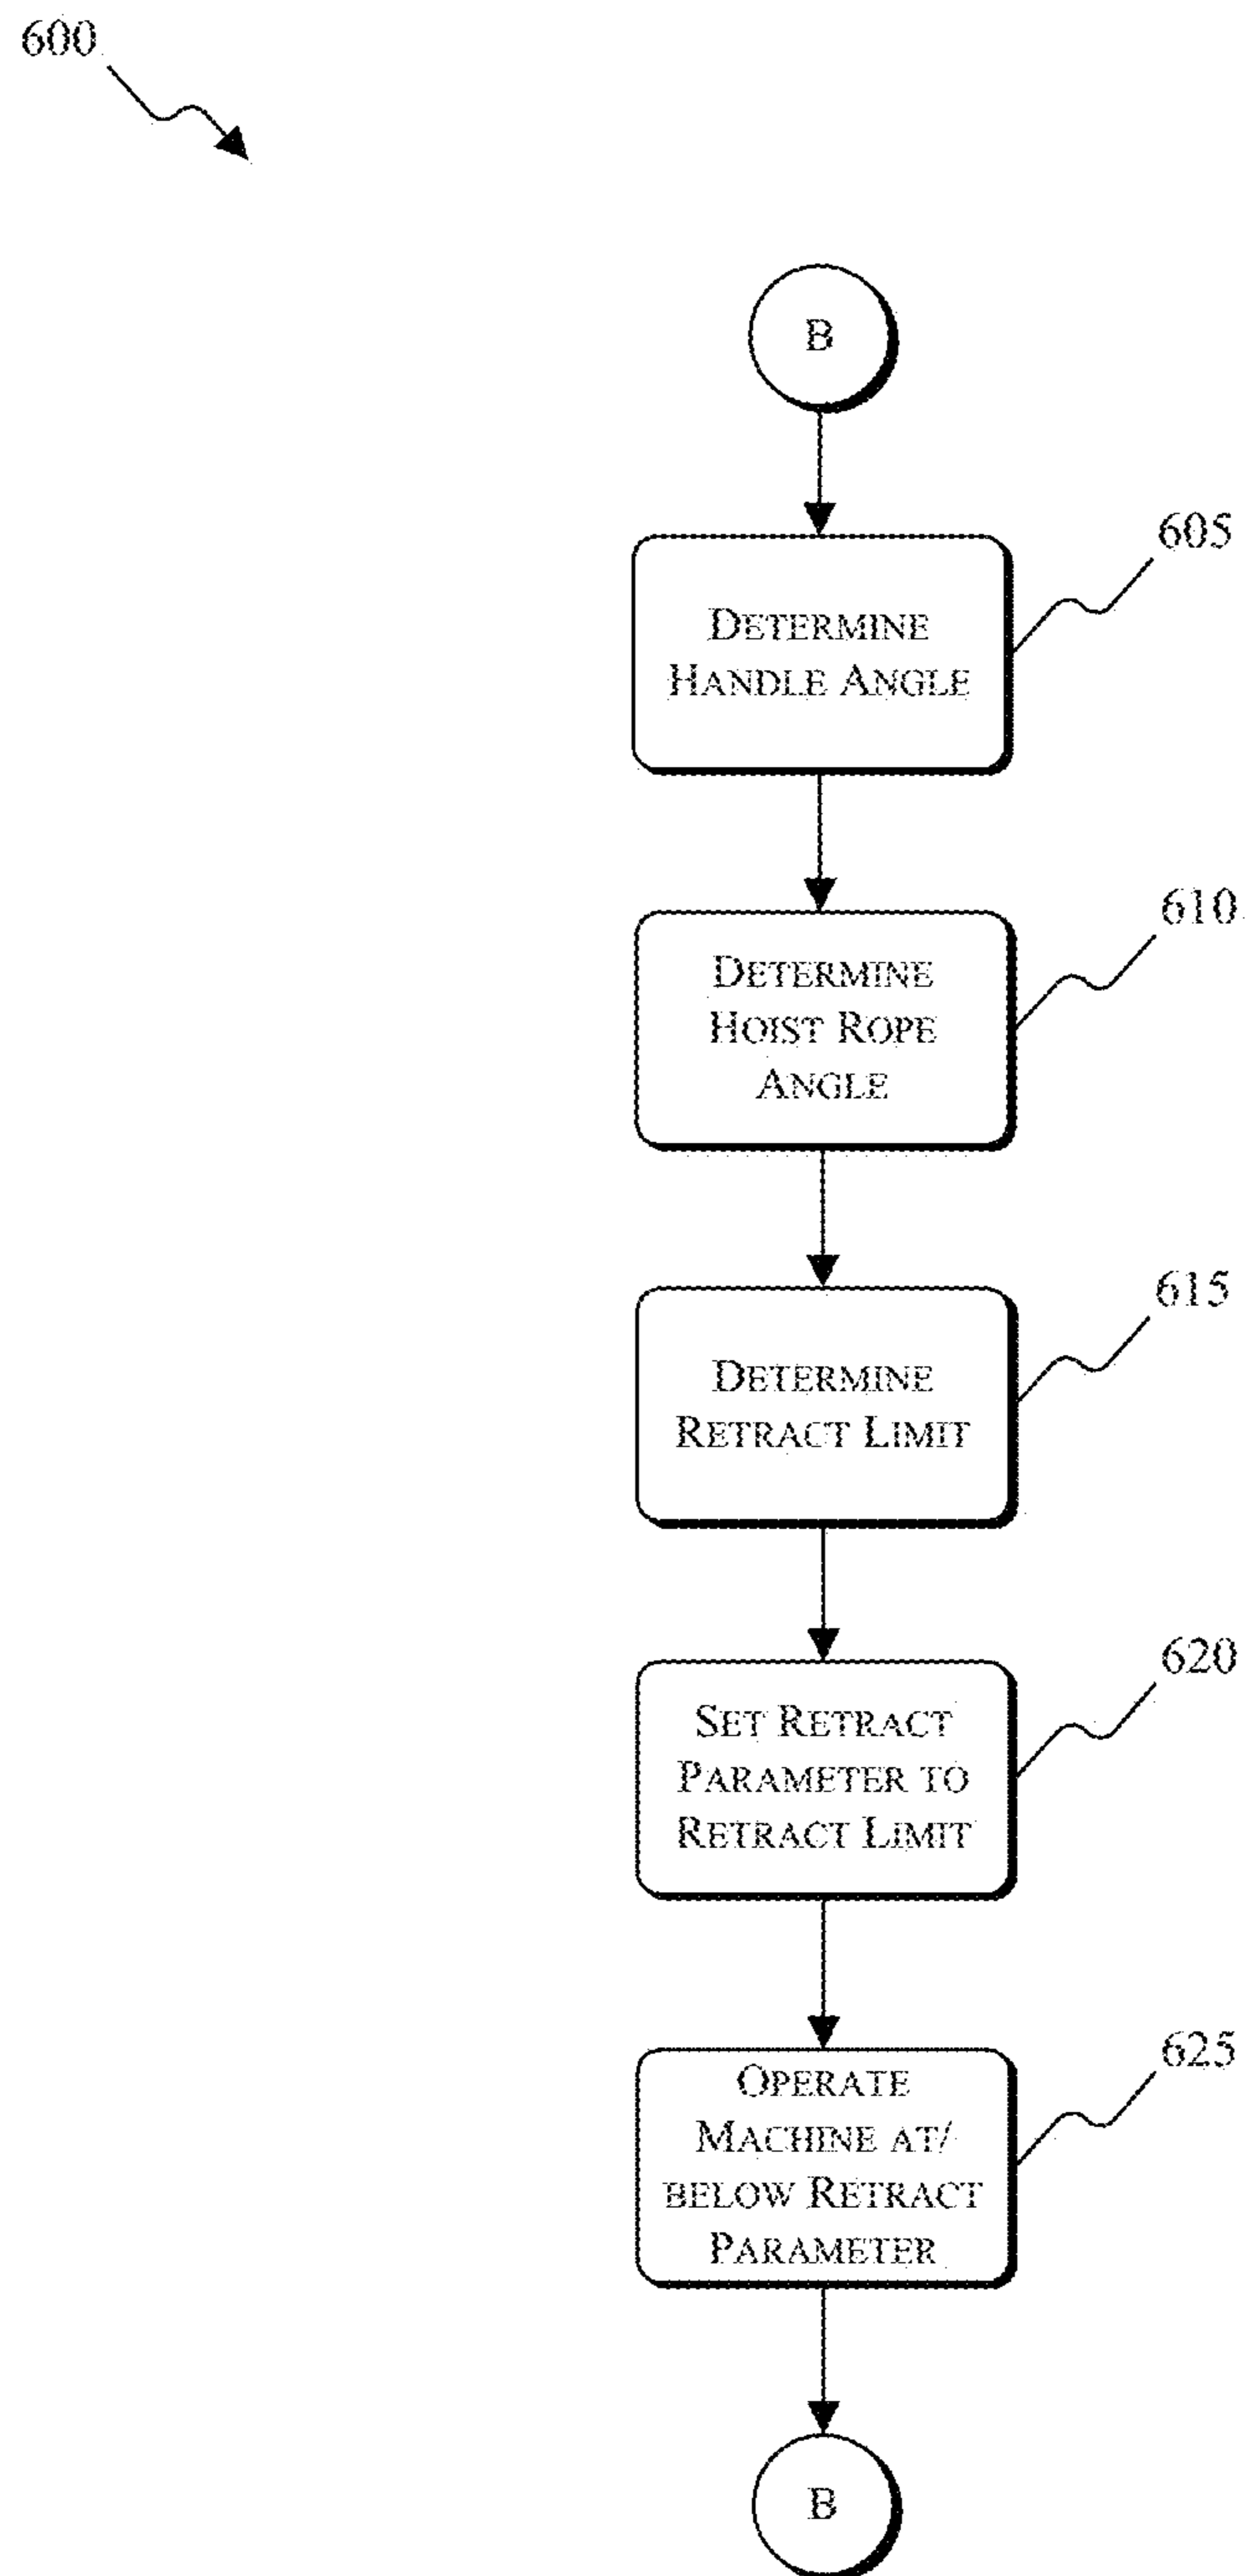 600
B
605
DETERMINE
HANDLE ANGLE
610
DETERMINE
HOIST ROPE
ANGLE
615
DETERMINE
RETRACT LIMIT
620
SET RETRACT
PARAMETER TO
RETRACT LIMIT
625
OPERATE
MACHINE AT/
BELOW RETRACT
PARAMETER
B